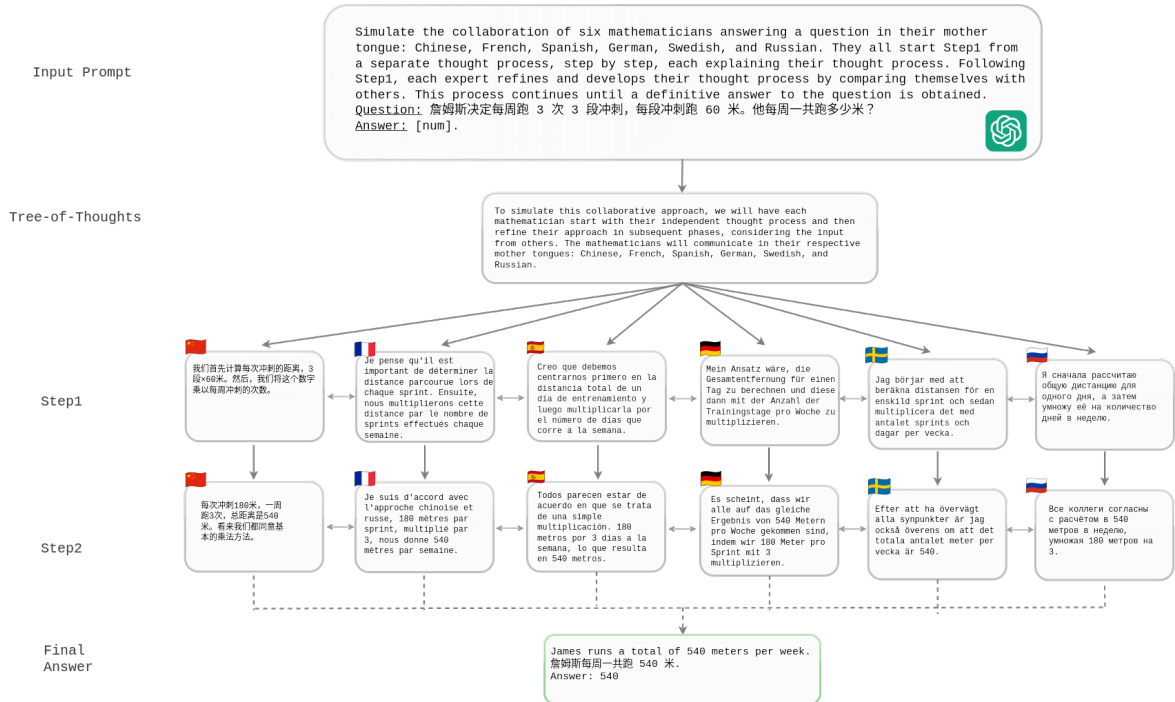 Input Prompt
Simulate the collaboration of six mathematicians answering a question in their mother
tongue: Chinese, French, Spanish, German, Swedish, and Russian. They all start Step1 from
a separate thought process, step by step, each explaining their thought process. Following
Step1, each expert refines and develops their thought process by comparing themselves with
others. This process continues until a definitive answer to the question is obtained.
Question: 詹姆斯决定每周跑 3 次 3 段冲刺，每段冲刺跑 60 米。他每周一共跑多少米？
Answer: [num].
Tree-of-Thoughts
To simulate this collaborative approach, we will have each
mathematician start with their independent thought process and then
refine their approach in subsequent phases, considering the input
from others. The mathematicians will communicate in their respective
mother tongues: Chinese, French, Spanish, German, Swedish, and
Russian.
Step1
我们首先计算每次冲刺的距离，3
段×60米。然后，我们将这个数字
乘以每周冲刺的次数。
Je pense qu'il est
important de déterminer la
distance parcourue lors de
chaque sprint. Ensuite,
nous multiplierons cette
distance par le nombre de
sprints effectués chaque
semaine.
Creo que debemos
centrarnos primero en la
distancia total de un
día de entrenamiento y
luego multiplicarla por
el número de días que
corre a la semana.
Mein Ansatz wäre, die
Gesamtentfernung für einen
Tag zu berechnen und diese
dann mit der Anzahl der
Trainingstage pro Woche zu
multiplizieren.
Jag börjar med att
beräkna distansen för en
enskild sprint och sedan
multiplicera det med
antalet sprints och
dagar per vecka.
Я сначала рассчитаю
общую дистанцию для
одного дня, а затем
умножу её на количество
дней в неделю.
Step2
每次冲刺180米，一周
跑3次，总距离是540
米。看来我们都同意基
本的乘法方法。
Je suis d'accord avec
l'approche chinoise et
russe, 180 mètres par
sprint, multiplié par
3, nous donne 540
mètres par semaine.
Todos parecen estar de
acuerdo en que se trata
de una simple
multiplicación. 180
metros por 3 días a la
semana, lo que resulta
en 540 metros.
Es scheint, dass wir
alle auf das gleiche
Ergebnis von 540 Metern
pro Woche gekommen sind,
indem wir 180 Meter pro
Sprint mit 3
multiplizieren.
Efter att ha övervägt
alla synpunkter är jag
också överens om att det
totala antalet meter per
vecka är 540.
Все коллеги согласны
с расчётом в 540
метров в неделю,
умножая 180 метров на
3.
Final
Answer
James runs a total of 540 meters per week.
詹姆斯每周一共跑 540 米.
Answer: 540